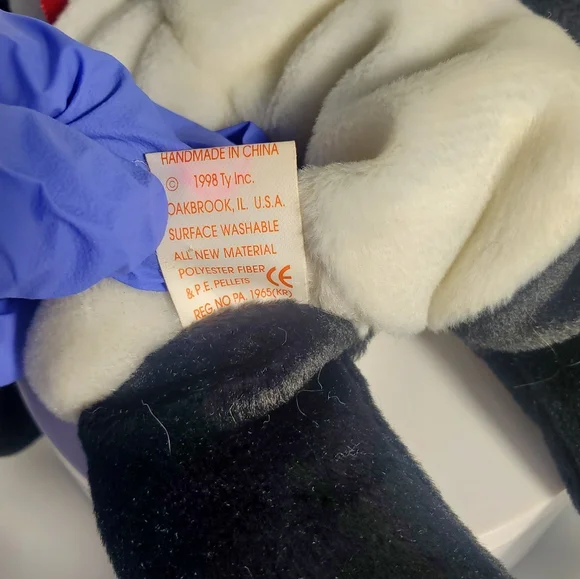 HANDMADE IN CHINA
© 1998 Ty Inc.
OAKBROOK, IL. U.S.A.
SURFACE WASHABLE
ALL NEW MATERIAL
POLYESTER FIBER
& P.E. PELLETS CE
REG. NO PA. 1965(KR)